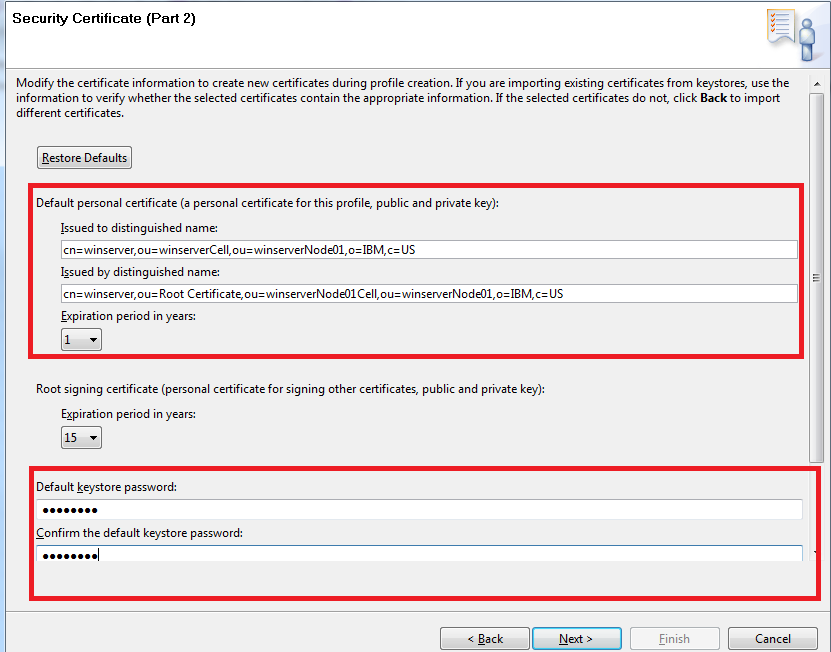 Security Certificate (Part 2)
Modify the certificate information to create new certificates during profile creation. If you are importing existing certificates from keystores, use the
information to verify whether the selected certificates contain the appropriate information. If the selected certificates do not, click Back to import
different certificates.
Restore Defaults
Default personal certificate (a personal certificate for this profile, public and private key):
Issued to distinguished name:
cn=winserver,ou=winserverCell,ou=winserverNode01,o=IBM,c=US
Issued by distinguished name:
cn=winserver,ou=Root Certificate,ou=winserverNode01Cell,ou=winserverNode01,o=IBM,c=US
Expiration period in years:
1
Root signing certificate (personal certificate for signing other certificates, public and private key):
Expiration period in years:
15
Default keystore password:
●●●●●●●●
Confirm the default keystore password:
●●●●●●●●
< Back Next > Finish Cancel